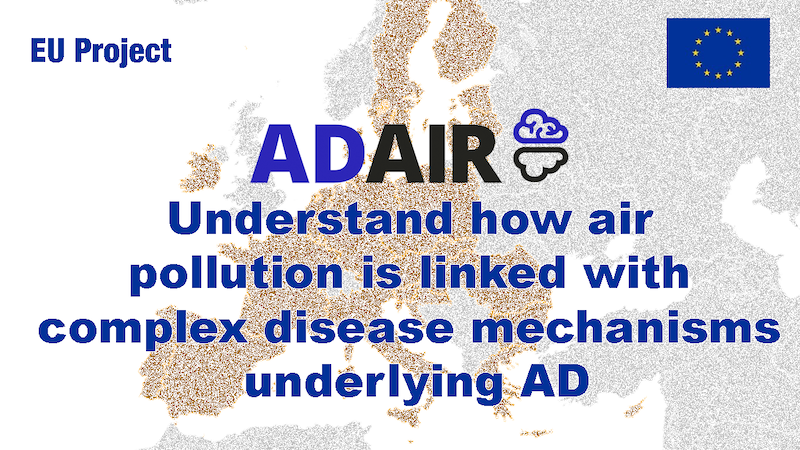 EU Project
ADAIR
Understand how air
pollution is linked with
complex disease mechanisms
underlying AD